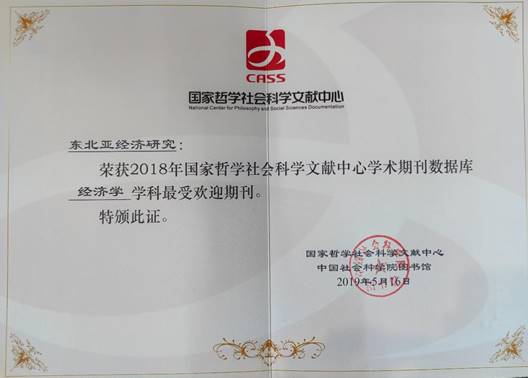 CASS
国家哲学社会科学文献中心
National Center for Philosophy and Social Sciences Documentation
东北亚经济研究：
荣获2018年国家哲学社会科学文献中心学术期刊数据库
经济学 学科最受欢迎期刊。
特颁此证。
国家哲学社会科学文献中心
中国社会科学院图书馆
2019年5月16日